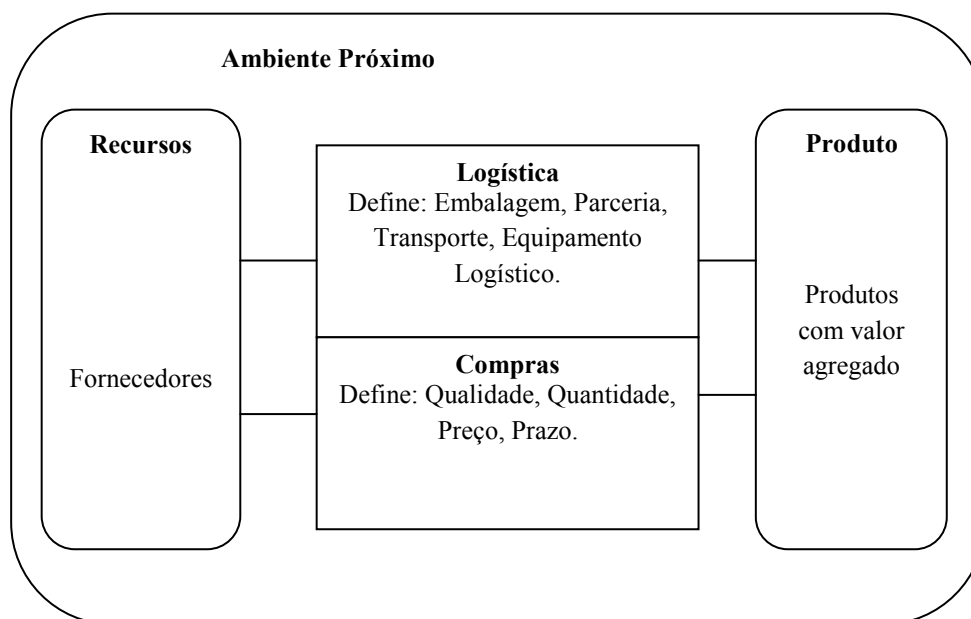 Ambiente Próximo
Recursos
Fornecedores
Logística
Define: Embalagem, Parceria,
Transporte, Equipamento
Logístico.
Compras
Define: Qualidade, Quantidade,
Preço, Prazo.
Produto
Produtos
com valor
agregado